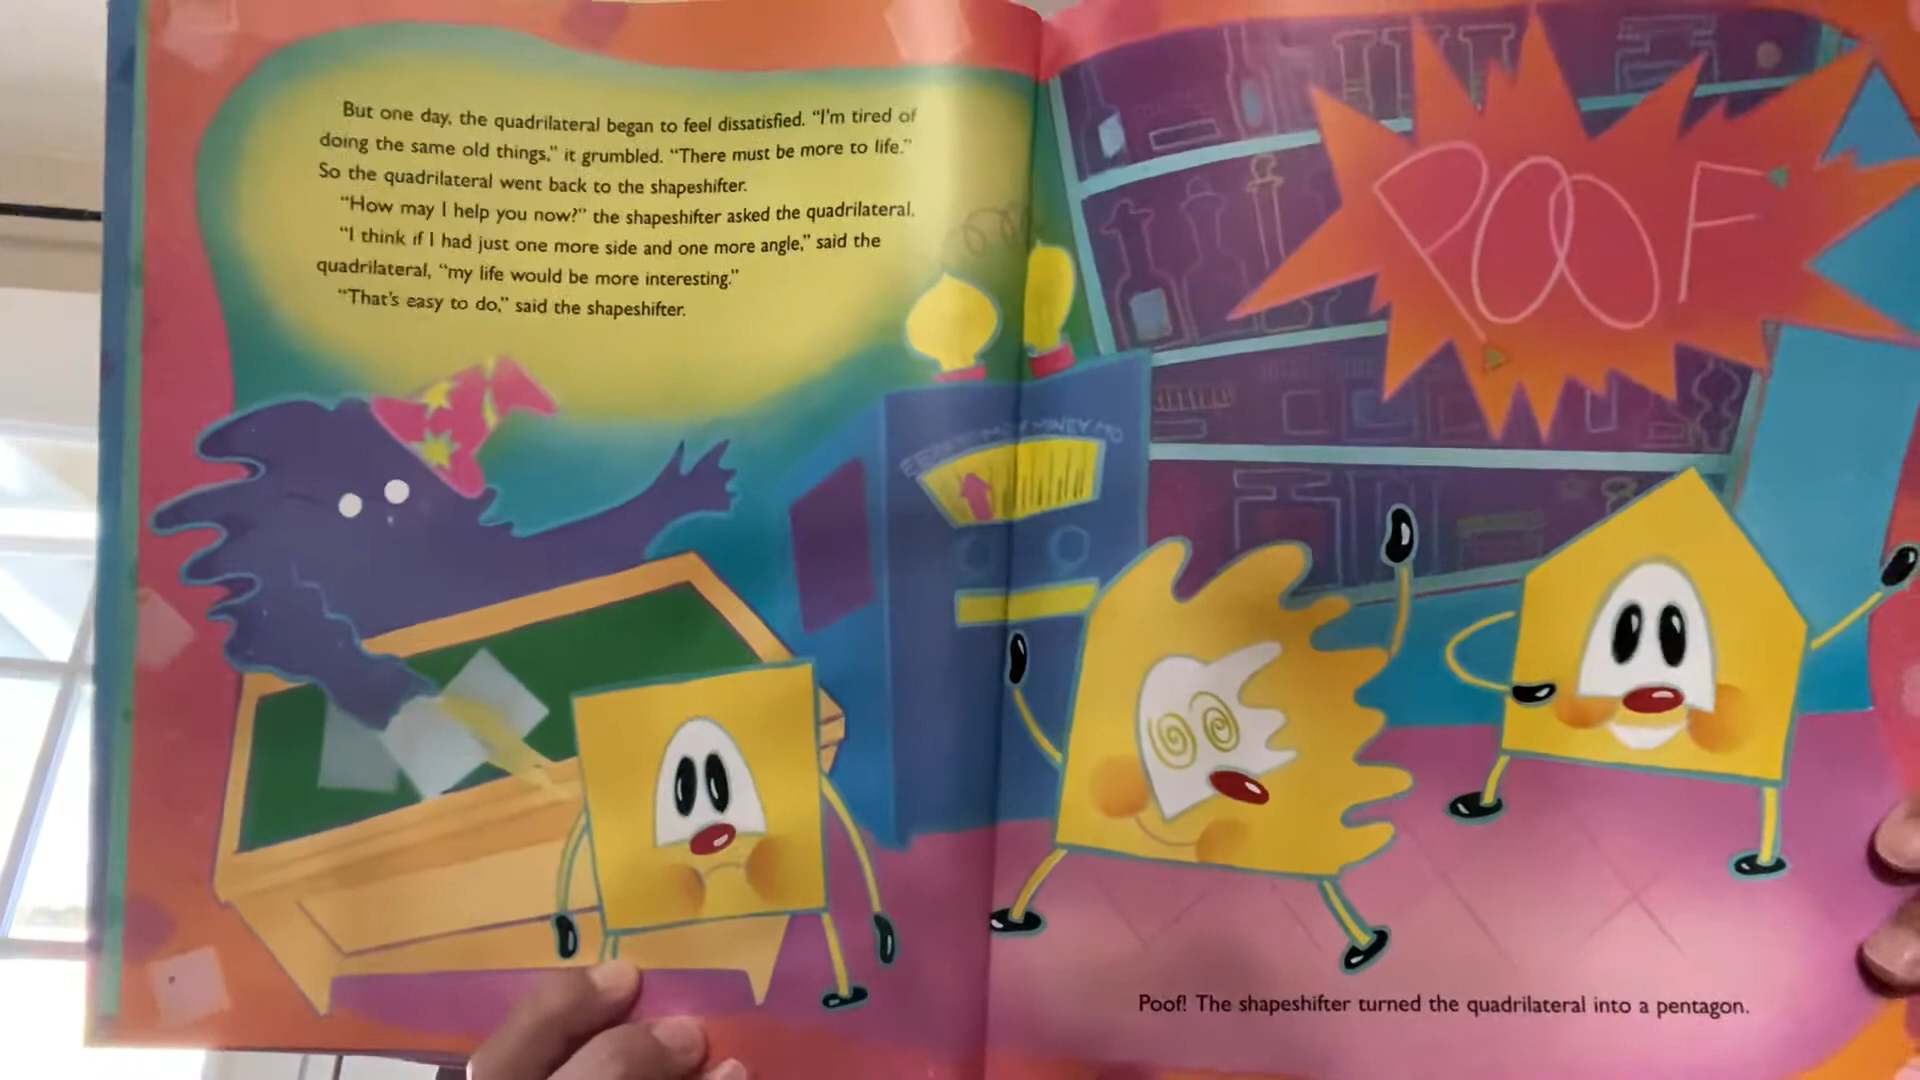 But one day, the quadrilateral began to feel dissatisfied. “I’m tired of
doing the same old things,” it grumbled. “There must be more to life.”
So the quadrilateral went back to the shapeshifter.
“How may I help you now?” the shapeshifter asked the quadrilateral.
“I think if I had just one more side and one more angle,” said the
quadrilateral, “my life would be more interesting.”
“That’s easy to do,” said the shapeshifter.
POOF
Poof! The shapeshifter turned the quadrilateral into a pentagon.